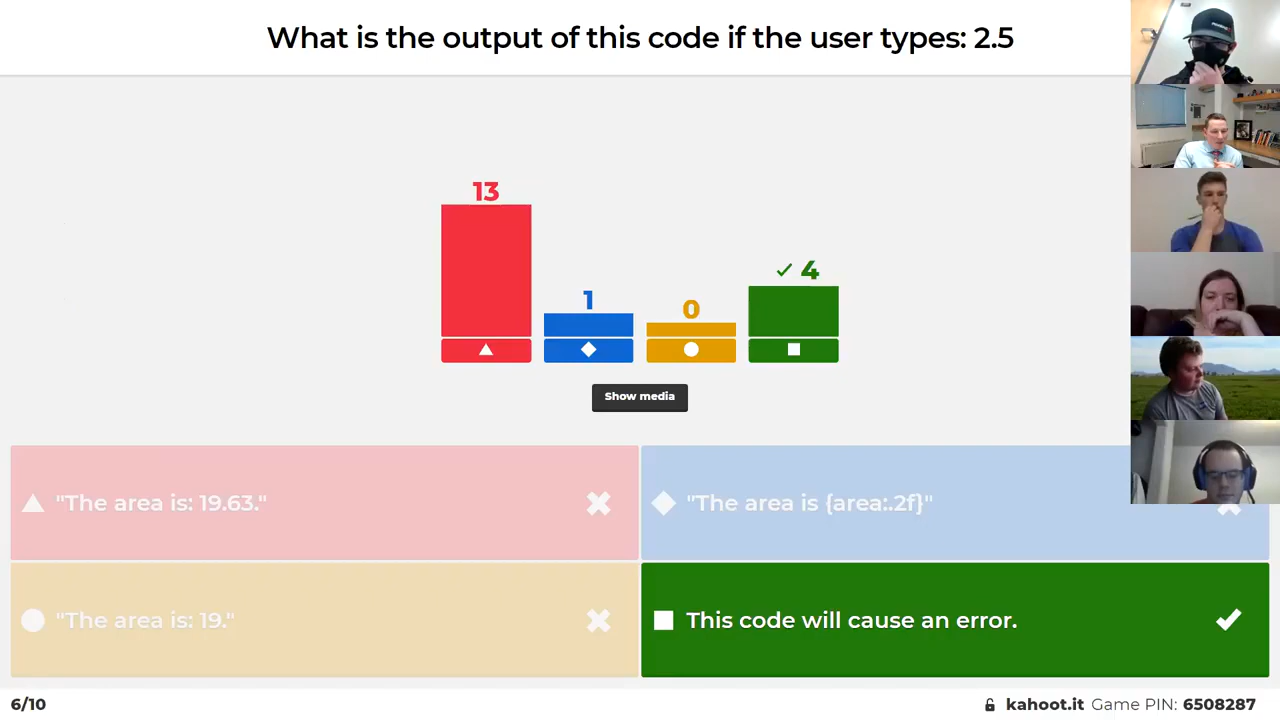 What is the output of this code if the user types: 2.5
13
1
0
4
Show media
"The area is: 19.63."
"The area is {area:.2f}"
"The area is: 19."
This code will cause an error.
6/10
kahoot.it Game PIN: 6508287